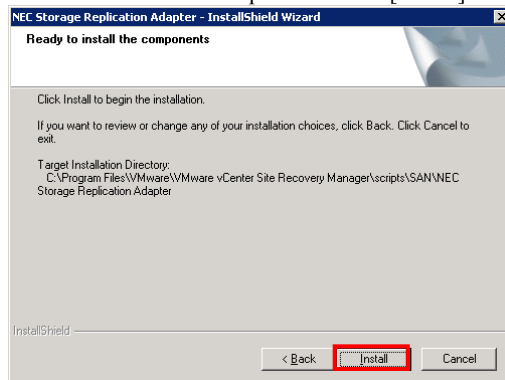 NEC Storage Replication Adapter - InstallShield Wizard
Ready to install the components
Click Install to begin the installation.
If you want to review or change any of your installation choices, click Back. Click Cancel to
exit.
Target Installation Directory:
C:\Program Files\VMware\VMware vCenter Site Recovery Manager\scripts\SAN\NEC
Storage Replication Adapter
InstallShield
< Back
Install
Cancel